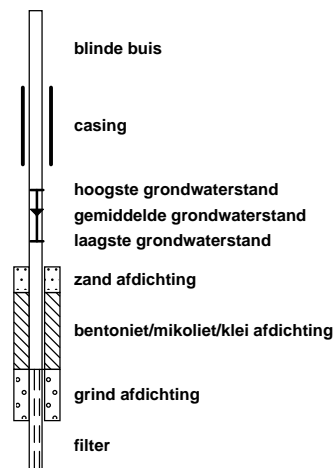 blinde buis
casing
hoogste grondwaterstand
gemiddelde grondwaterstand
laagste grondwaterstand
zand afdichting
bentoniet/mikoliet/klei afdichting
grind afdichting
filter